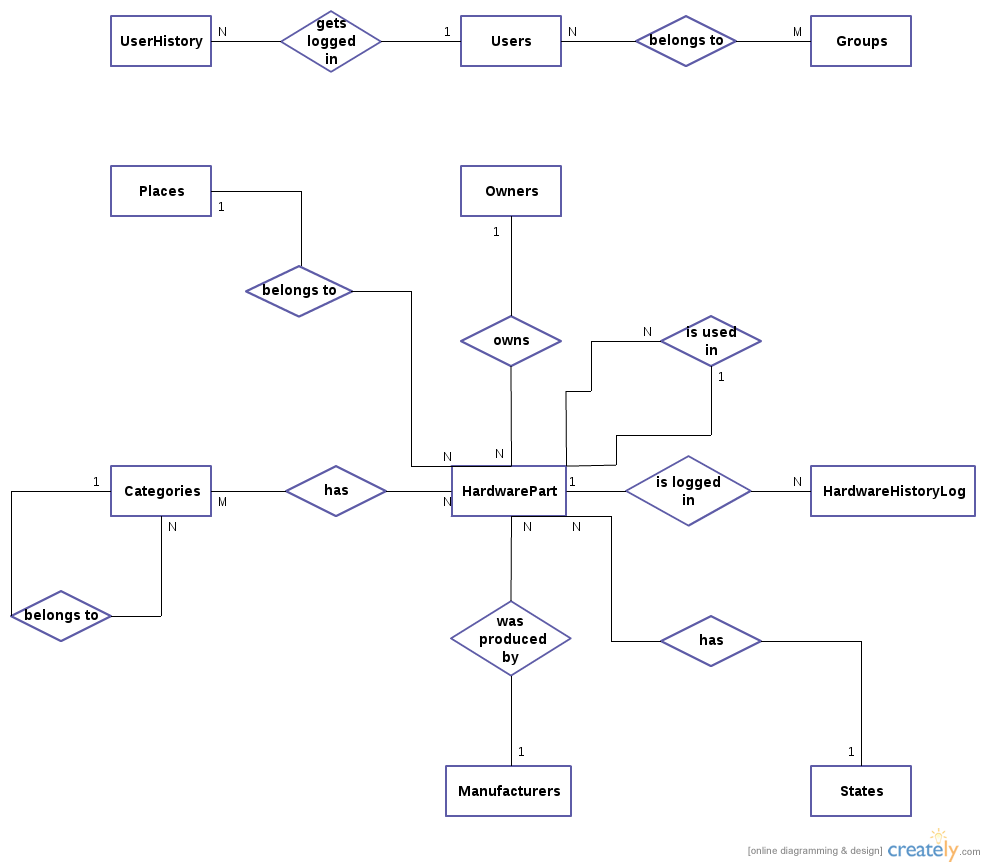 UserHistory
N
gets
logged
in
1
Users
N
belongs to
M
Groups
Places
1
Owners
1
belongs to
owns
N
is used
in
1
N
N
1
Categories
M
N
has
N
HardwarePart
1
is logged
in
N
HardwareHistoryLog
N
N
belongs to
was
produced
by
has
1
1
Manufacturers
States
[online diagramming & design]
creately.com